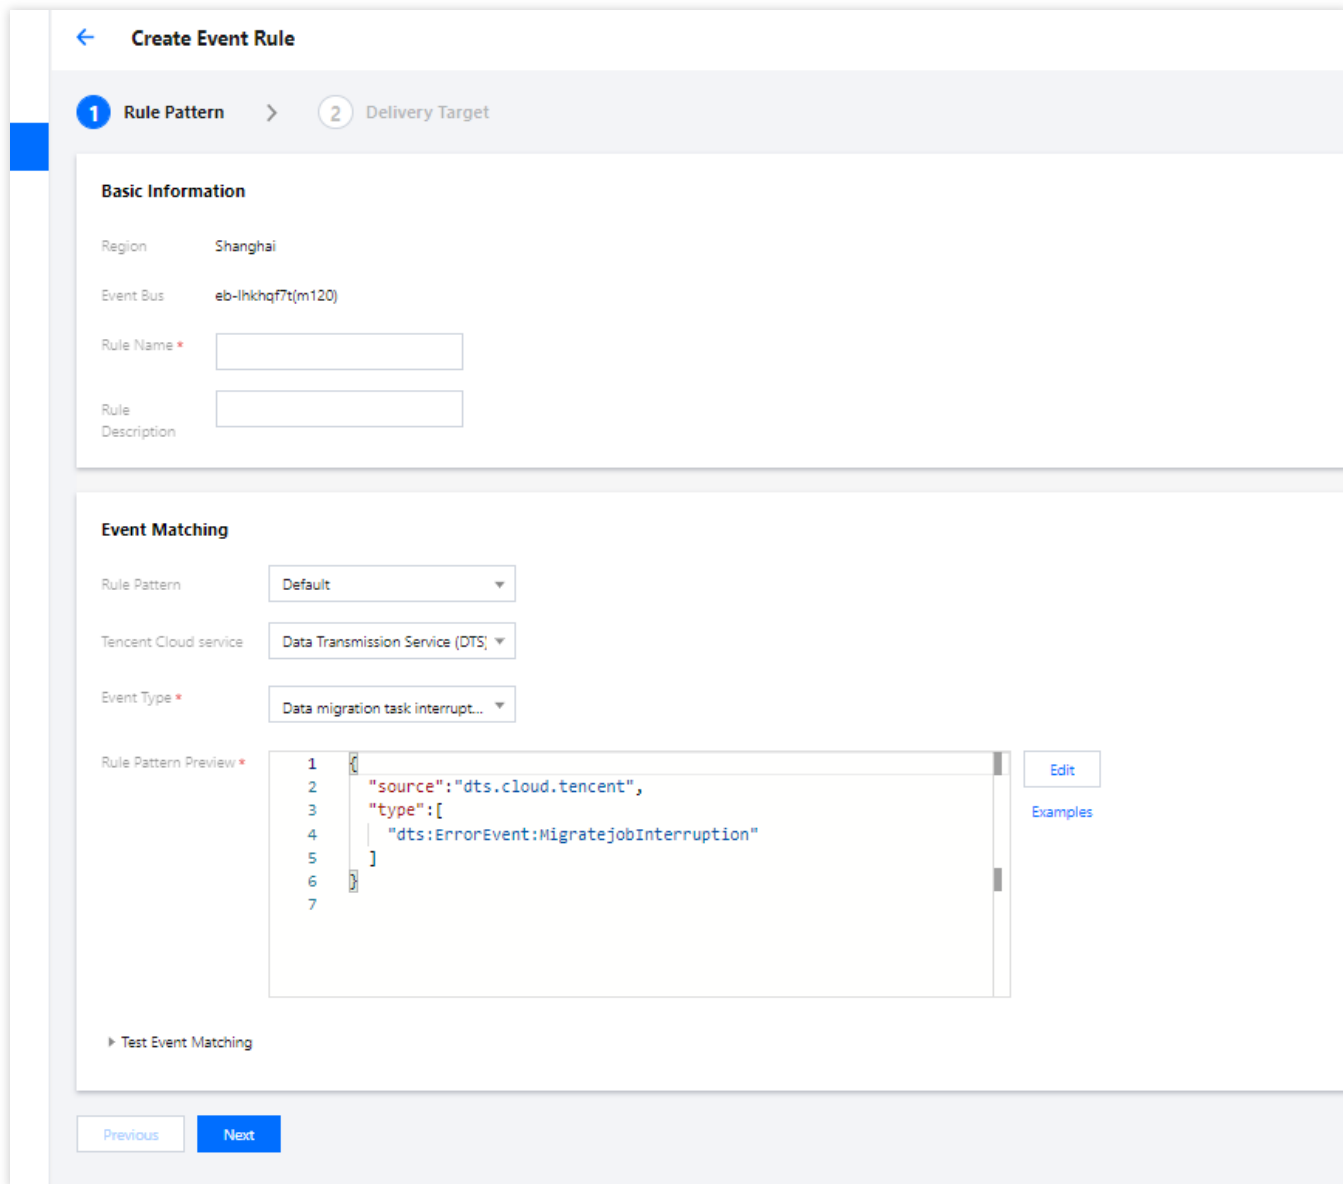 Create Event Rule
1 Rule Pattern > 2 Delivery Target
Basic Information
Region Shanghai
Event Bus eb-lhkhqf7t(m120)
Rule Name *
Rule
Description
Event Matching
Rule Pattern Default
Tencent Cloud service Data Transmission Service (DTS)
Event Type * Data migration task interrupt...
Rule Pattern Preview *
1 {
2 "source":"dts.cloud.tencent",
3 "type":[
4 "dts:ErrorEvent:MigratejobInterruption"
5 ]
6 }
7
Edit
Examples
Test Event Matching
Previous Next